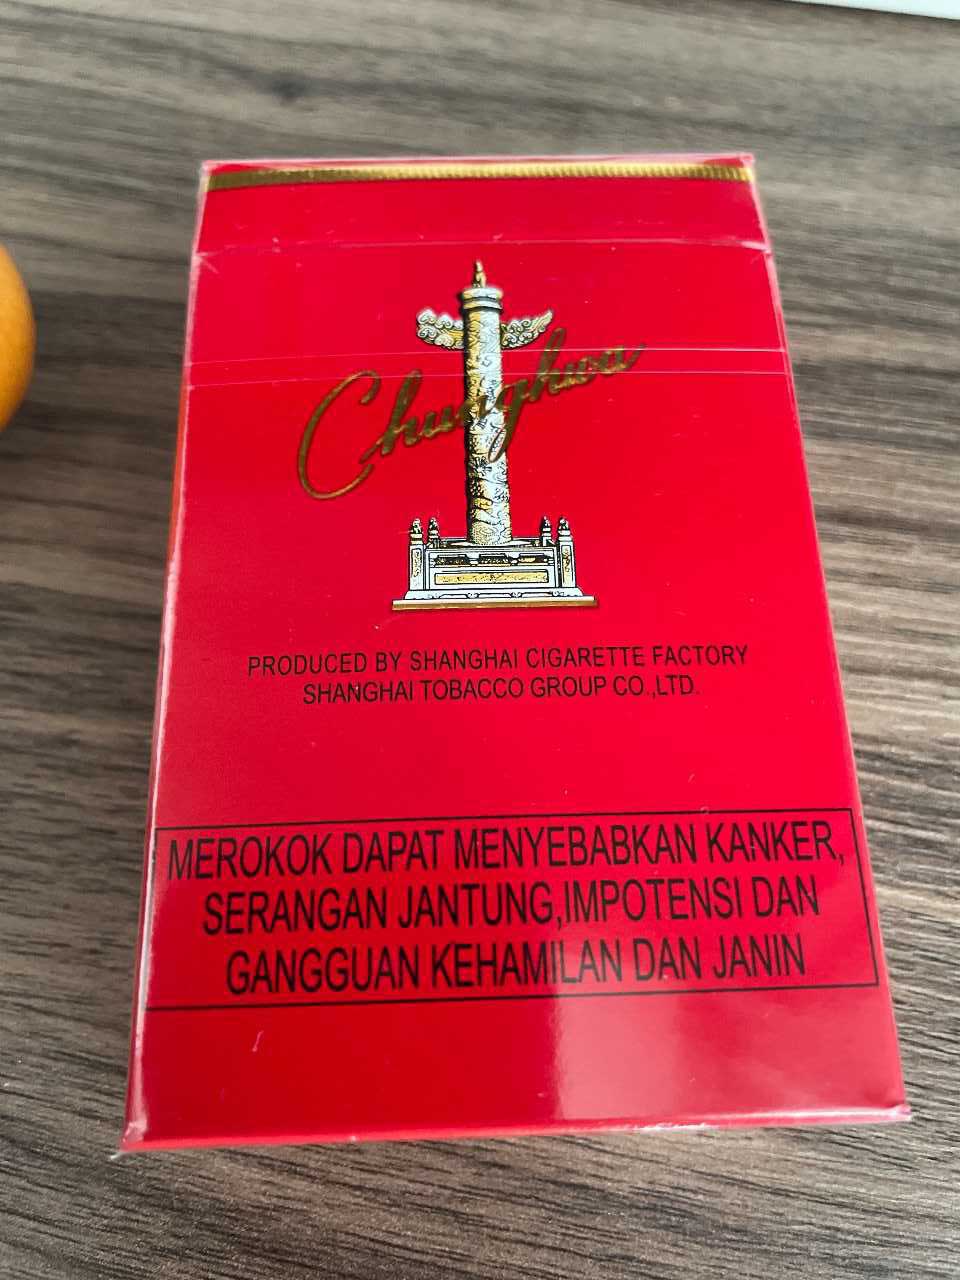 Chunghwa
PRODUCED BY SHANGHAI CIGARETTE FACTORY
SHANGHAI TOBACCO GROUP CO.,LTD.
MEROKOK DAPAT MENYEBABKAN KANKER,
SERANGAN JANTUNG,IMPOTENSI DAN
GANGGUAN KEHAMILAN DAN JANIN